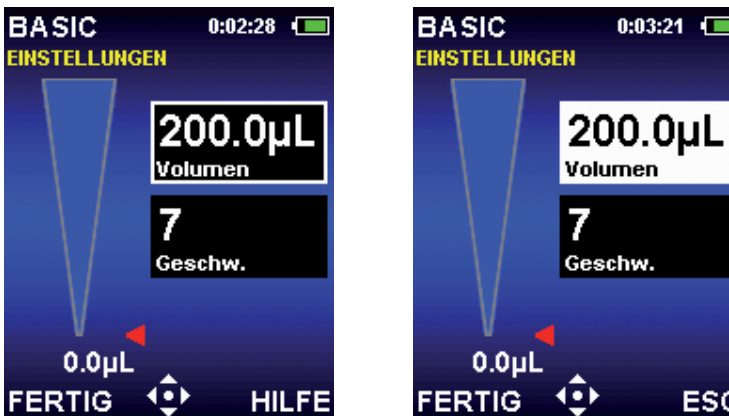 BASIC 0:02:28
EINSTELLUNGEN
200.0µL
Volumen
7
Geschw.
0.0µL
FERTIG HILFE
BASIC 0:03:21
EINSTELLUNGEN
200.0µL
Volumen
7
Geschw.
0.0µL
FERTIG ESC